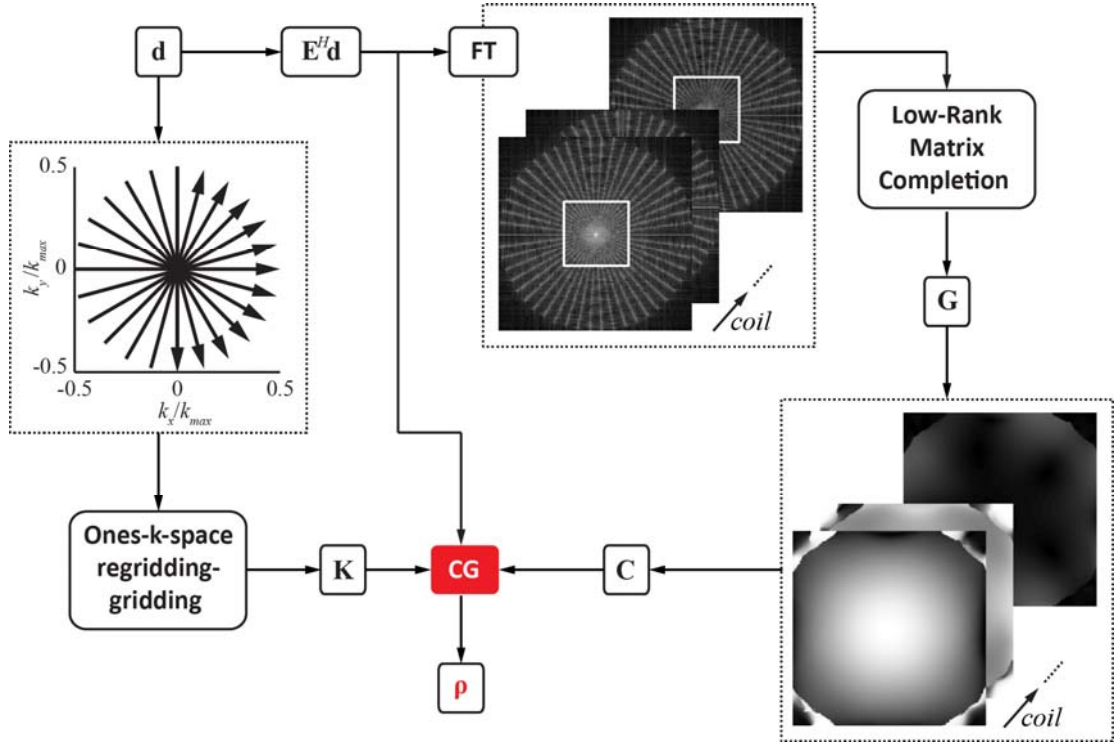 d
E^H d
FT
coil
Low-Rank
Matrix
Completion
G
0.5
0
-0.5
k_y/k_max
-0.5
0
0.5
k_x/k_max
Ones-k-space
regridding-
gridding
K
CG
C
ρ
coil